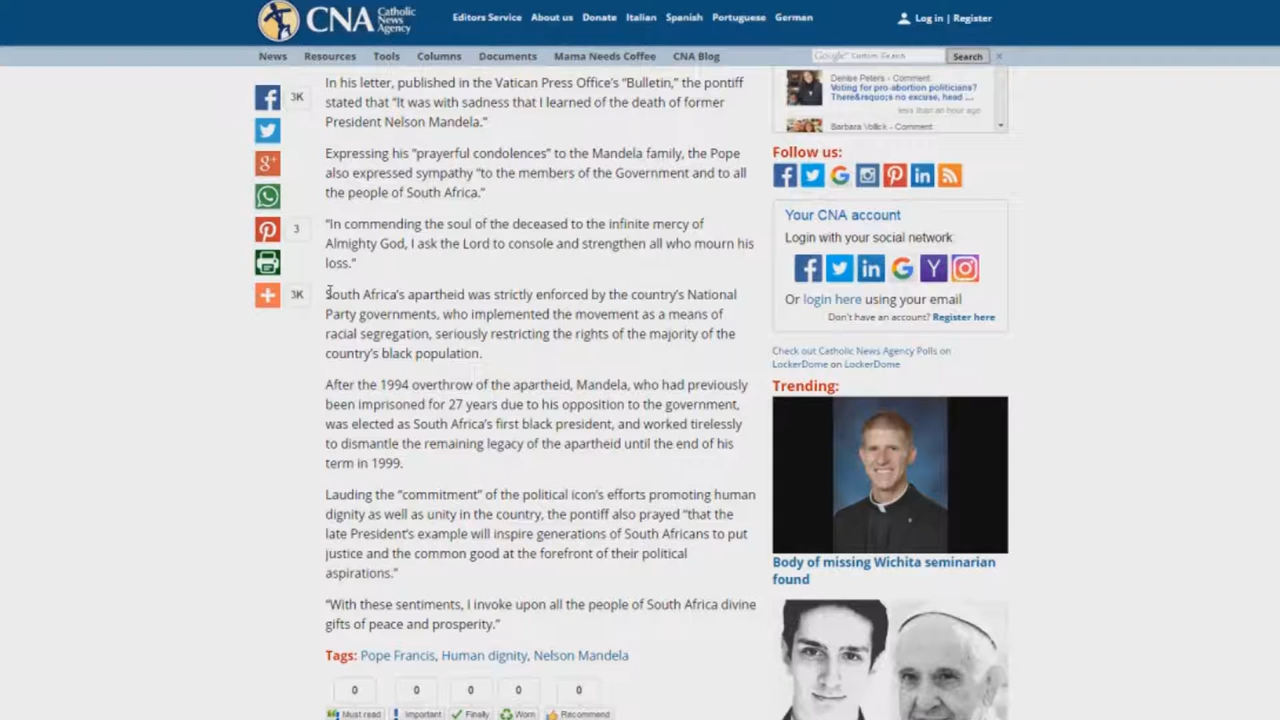 CNA Catholic News Agency
Editors Service About us Donate Italian Spanish Portuguese German
Log in | Register
News Resources Tools Columns Documents Mama Needs Coffee CNA Blog
Google Custom Search Search
3K
3
3K
In his letter, published in the Vatican Press Office's “Bulletin,” the pontiff
stated that “It was with sadness that I learned of the death of former
President Nelson Mandela.”
Expressing his “prayerful condolences” to the Mandela family, the Pope
also expressed sympathy “to the members of the Government and to all
the people of South Africa.”
“In commending the soul of the deceased to the infinite mercy of
Almighty God, I ask the Lord to console and strengthen all who mourn his
loss.”
South Africa's apartheid was strictly enforced by the country's National
Party governments, who implemented the movement as a means of
racial segregation, seriously restricting the rights of the majority of the
country's black population.
After the 1994 overthrow of the apartheid, Mandela, who had previously
been imprisoned for 27 years due to his opposition to the government,
was elected as South Africa's first black president, and worked tirelessly
to dismantle the remaining legacy of the apartheid until the end of his
term in 1999.
Lauding the “commitment” of the political icon's efforts promoting human
dignity as well as unity in the country, the pontiff also prayed “that the
late President's example will inspire generations of South Africans to put
justice and the common good at the forefront of their political
aspirations.”
“With these sentiments, I invoke upon all the people of South Africa divine
gifts of peace and prosperity.”
Tags: Pope Francis, Human dignity, Nelson Mandela
0 0 0 0 0
Must read Important Finally Worn Recommend
Denise Peters - Comment
Voting for pro-abortion politicians?
There&rsquo;s no excuse, head ...
less than an hour ago
Barbara Vollick - Comment
Follow us:
Your CNA account
Login with your social network
Or login here using your email
Don't have an account? Register here
Check out Catholic News Agency Polls on
LockerDome on LockerDome
Trending:
Body of missing Wichita seminarian
found